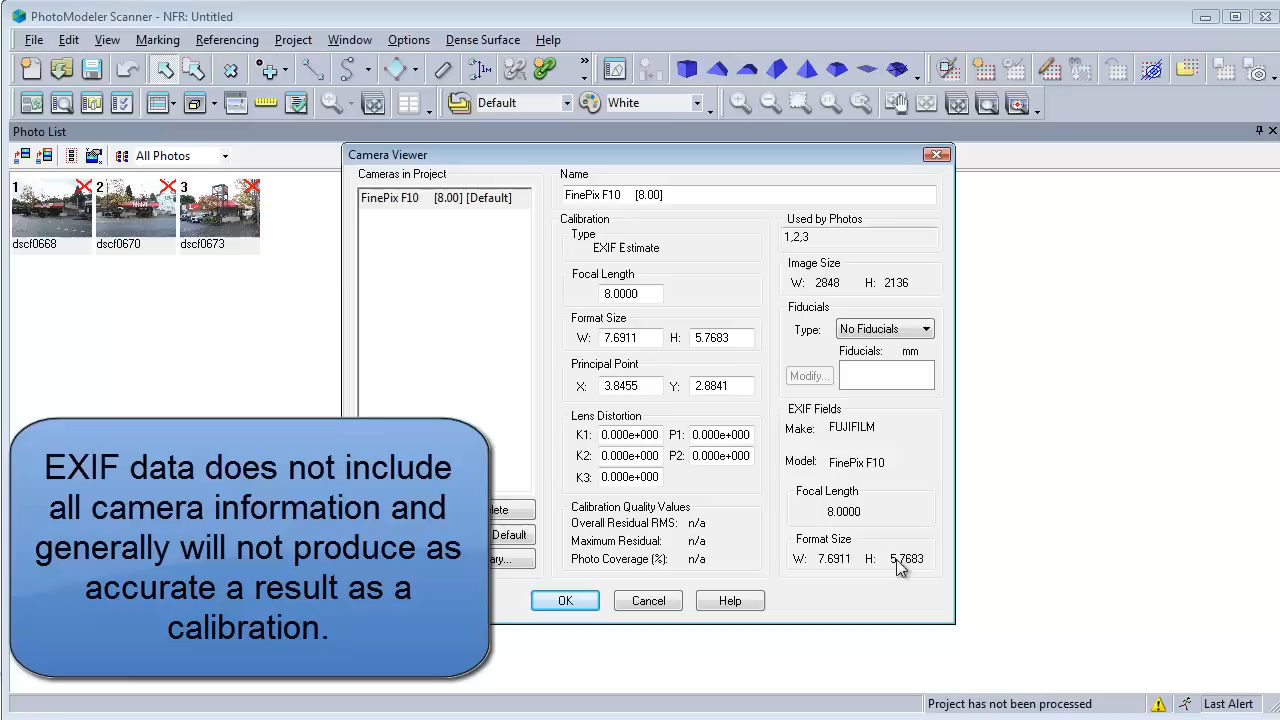 PhotoModeler Scanner - NFR: Untitled
File Edit View Marking Referencing Project Window Options Dense Surface Help
Default White
Photo List
All Photos
1 2 3
dscf0668 dscf0670 dscf0673
Camera Viewer
Cameras in Project
FinePix F10 [8.00] [Default]
Name
FinePix F10 [8.00]
Calibration
Type
EXIF Estimate
Focal Length
8.0000
Format Size
W: 7.6911 H: 5.7683
Principal Point
X: 3.8455 Y: 2.8841
Lens Distortion
K1: 0.000e+000 P1: 0.000e+000
K2: 0.000e+000 P2: 0.000e+000
K3: 0.000e+000
Calibration Quality Values
Overall Residual RMS: n/a
Maximum Residual: n/a
Photo Coverage (%): n/a
Used by Photos
1,2,3
Image Size
W: 2848 H: 2136
Fiducials
Type: No Fiducials
Fiducials: mm
Modify...
EXIF Fields
Make: FUJIFILM
Model: FinePix F10
Focal Length
8.0000
Format Size
W: 7.6911 H: 5.7683
Default
OK Cancel Help
EXIF data does not include
all camera information and
generally will not produce as
accurate a result as a
calibration.
Project has not been processed Last Alert